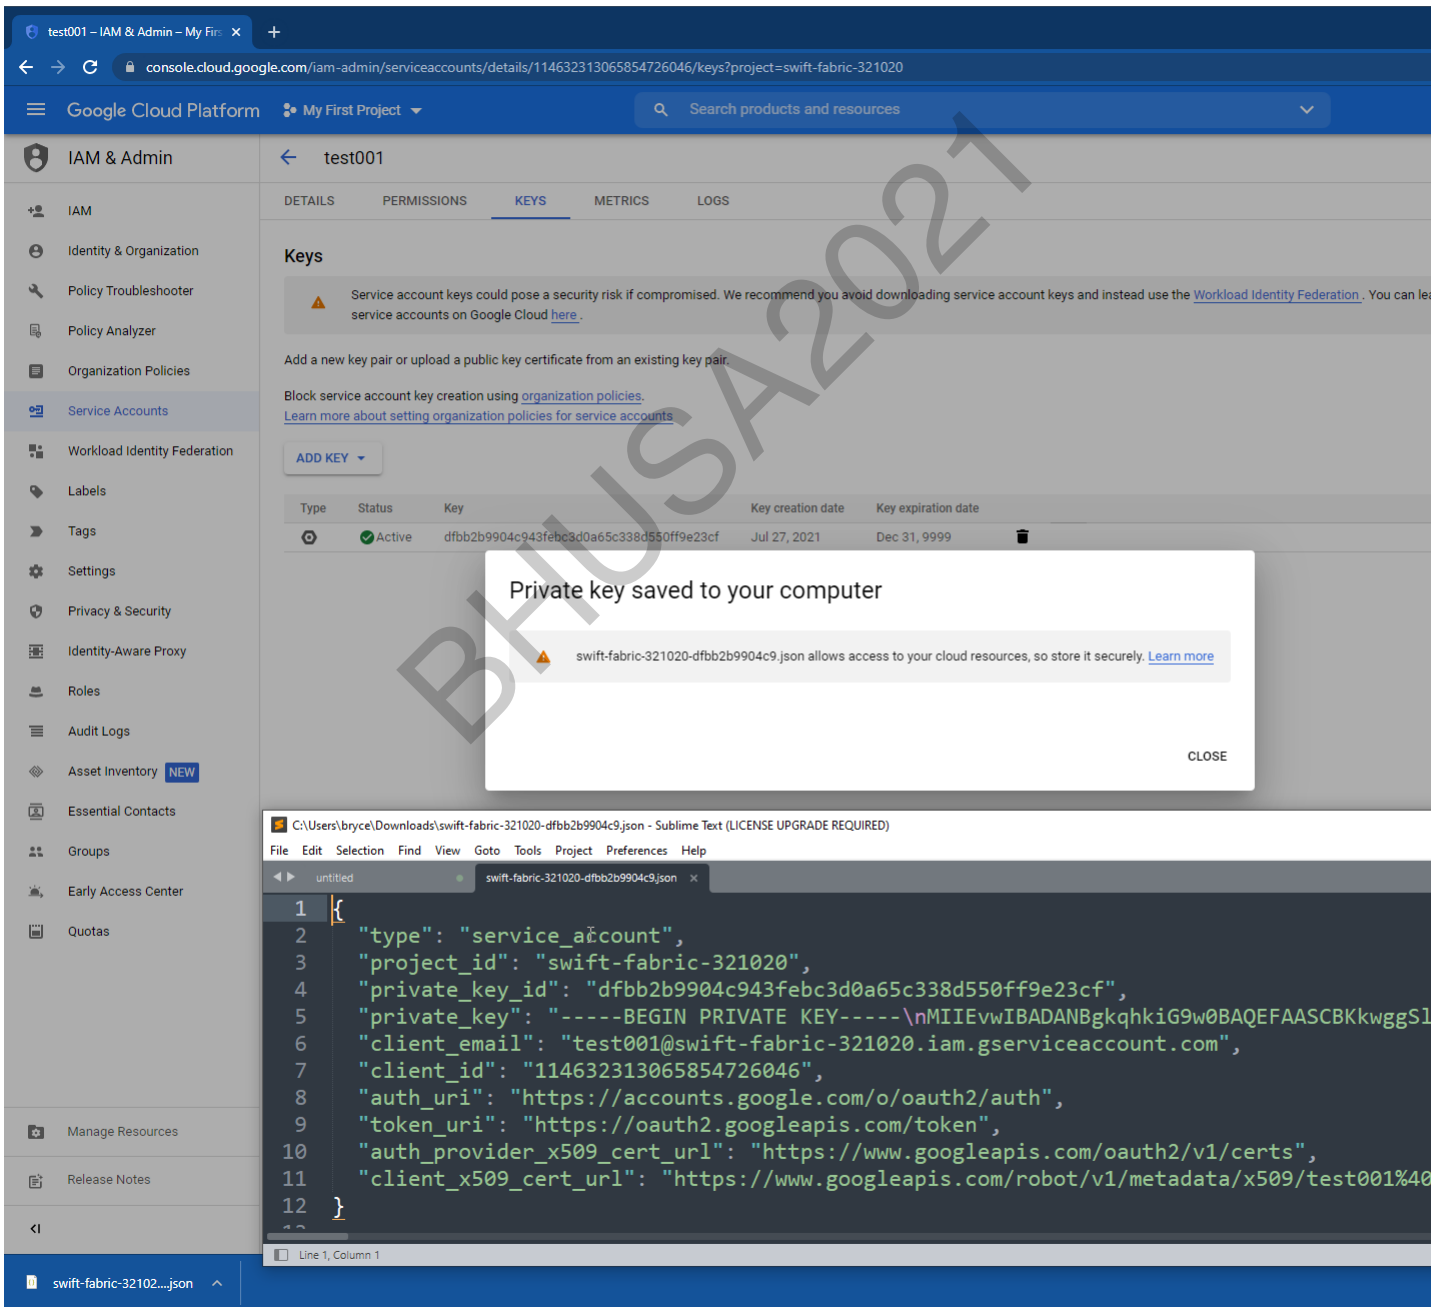 test001 – IAM & Admin – My Firs
console.cloud.google.com/iam-admin/serviceaccounts/details/114632313065854726046/keys?project=swift-fabric-321020
Google Cloud Platform
My First Project
Search products and resources
IAM & Admin
test001
DETAILS PERMISSIONS KEYS METRICS LOGS
IAM
Identity & Organization
Policy Troubleshooter
Policy Analyzer
Organization Policies
Service Accounts
Workload Identity Federation
Labels
Tags
Settings
Privacy & Security
Identity-Aware Proxy
Roles
Audit Logs
Asset Inventory NEW
Essential Contacts
Groups
Early Access Center
Quotas
Manage Resources
Release Notes
Keys
Service account keys could pose a security risk if compromised. We recommend you avoid downloading service account keys and instead use the Workload Identity Federation . You can lea
service accounts on Google Cloud here .
Add a new key pair or upload a public key certificate from an existing key pair.
Block service account key creation using organization policies.
Learn more about setting organization policies for service accounts
ADD KEY
Type Status Key Key creation date Key expiration date
Active dfbb2b9904c943febc3d0a65c338d550ff9e23cf Jul 27, 2021 Dec 31, 9999
BHUSA2021
Private key saved to your computer
swift-fabric-321020-dfbb2b9904c9.json allows access to your cloud resources, so store it securely. Learn more
CLOSE
C:\Users\bryce\Downloads\swift-fabric-321020-dfbb2b9904c9.json - Sublime Text (LICENSE UPGRADE REQUIRED)
File Edit Selection Find View Goto Tools Project Preferences Help
untitled swift-fabric-321020-dfbb2b9904c9.json
1 {
2 "type": "service_account",
3 "project_id": "swift-fabric-321020",
4 "private_key_id": "dfbb2b9904c943febc3d0a65c338d550ff9e23cf",
5 "private_key": "-----BEGIN PRIVATE KEY-----\nMIIEvwIBADANBgkqhkiG9w0BAQEFAASCBKkwggSl
6 "client_email": "test001@swift-fabric-321020.iam.gserviceaccount.com",
7 "client_id": "114632313065854726046",
8 "auth_uri": "https://accounts.google.com/o/oauth2/auth",
9 "token_uri": "https://oauth2.googleapis.com/token",
10 "auth_provider_x509_cert_url": "https://www.googleapis.com/oauth2/v1/certs",
11 "client_x509_cert_url": "https://www.googleapis.com/robot/v1/metadata/x509/test001%40
12 }
13
Line 1, Column 1
swift-fabric-32102....json